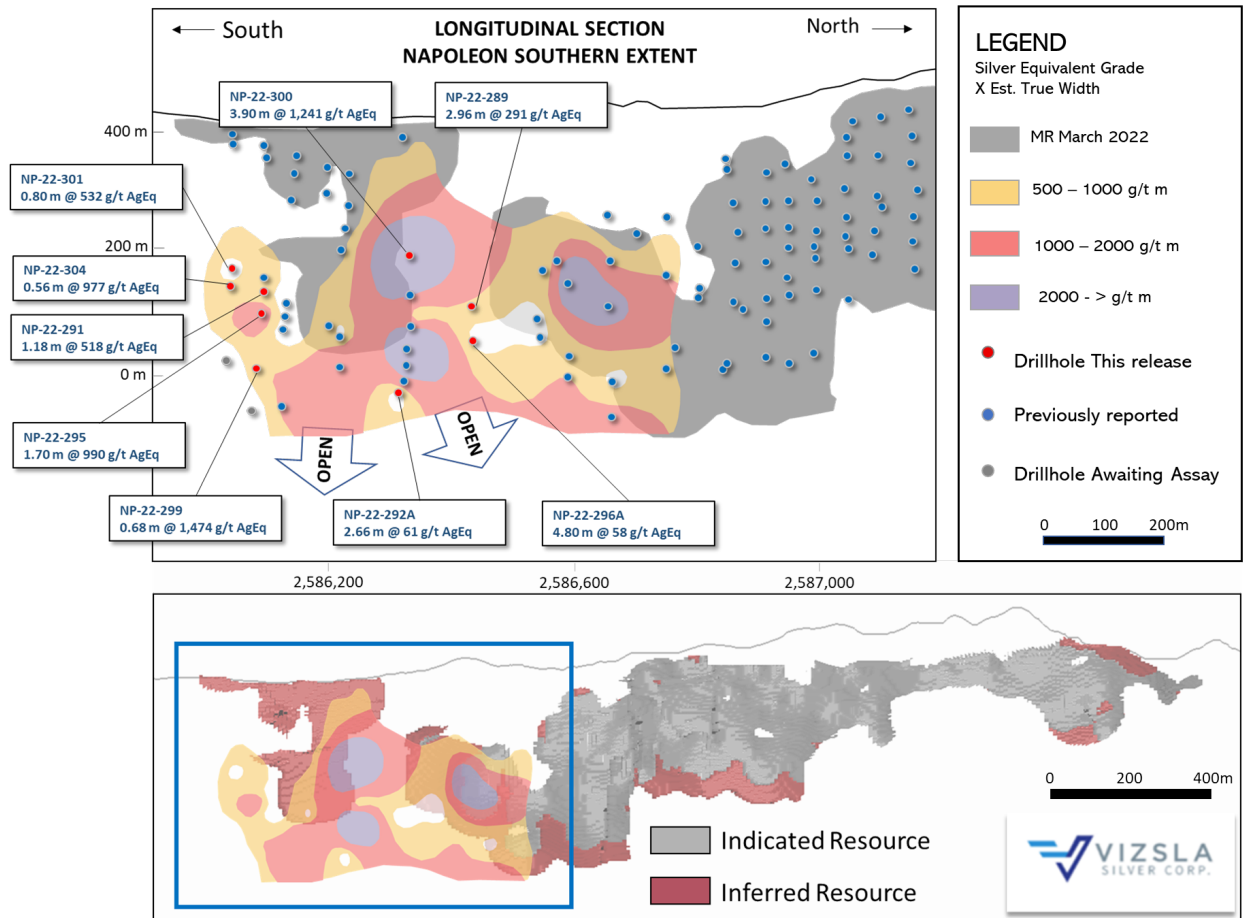 South
LONGITUDINAL SECTION
NAPOLEON SOUTHERN EXTENT
North
NP-22-300
3.90 m @ 1,241 g/t AgEq
NP-22-289
2.96 m @ 291 g/t AgEq
400 m
NP-22-301
0.80 m @ 532 g/t AgEq
200 m
NP-22-304
0.56 m @ 977 g/t AgEq
NP-22-291
1.18 m @ 518 g/t AgEq
0 m
NP-22-295
1.70 m @ 990 g/t AgEq
OPEN
OPEN
NP-22-299
0.68 m @ 1,474 g/t AgEq
NP-22-292A
2.66 m @ 61 g/t AgEq
NP-22-296A
4.80 m @ 58 g/t AgEq
LEGEND
Silver Equivalent Grade
X Est. True Width
MR March 2022
500 – 1000 g/t m
1000 – 2000 g/t m
2000 - > g/t m
Drillhole This release
Previously reported
Drillhole Awaiting Assay
0 100 200m
2,586,200 2,586,600 2,587,000
0 200 400m
Indicated Resource
Inferred Resource
VIZSLA
SILVER CORP.